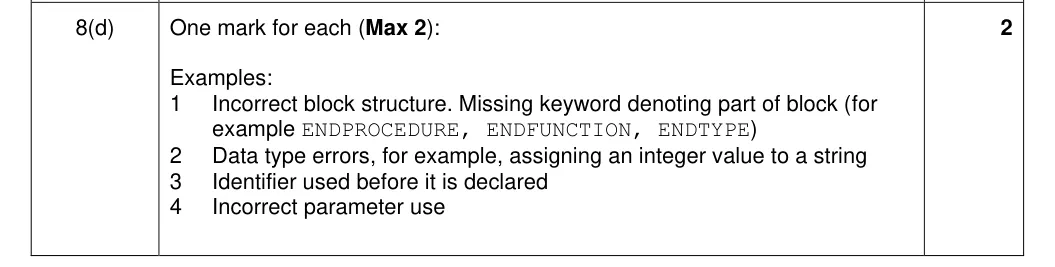 8(d) One mark for each (Max 2): 2
Examples:
1 Incorrect block structure. Missing keyword denoting part of block (for
example ENDPROCEDURE, ENDFUNCTION, ENDTYPE)
2 Data type errors, for example, assigning an integer value to a string
3 Identifier used before it is declared
4 Incorrect parameter use